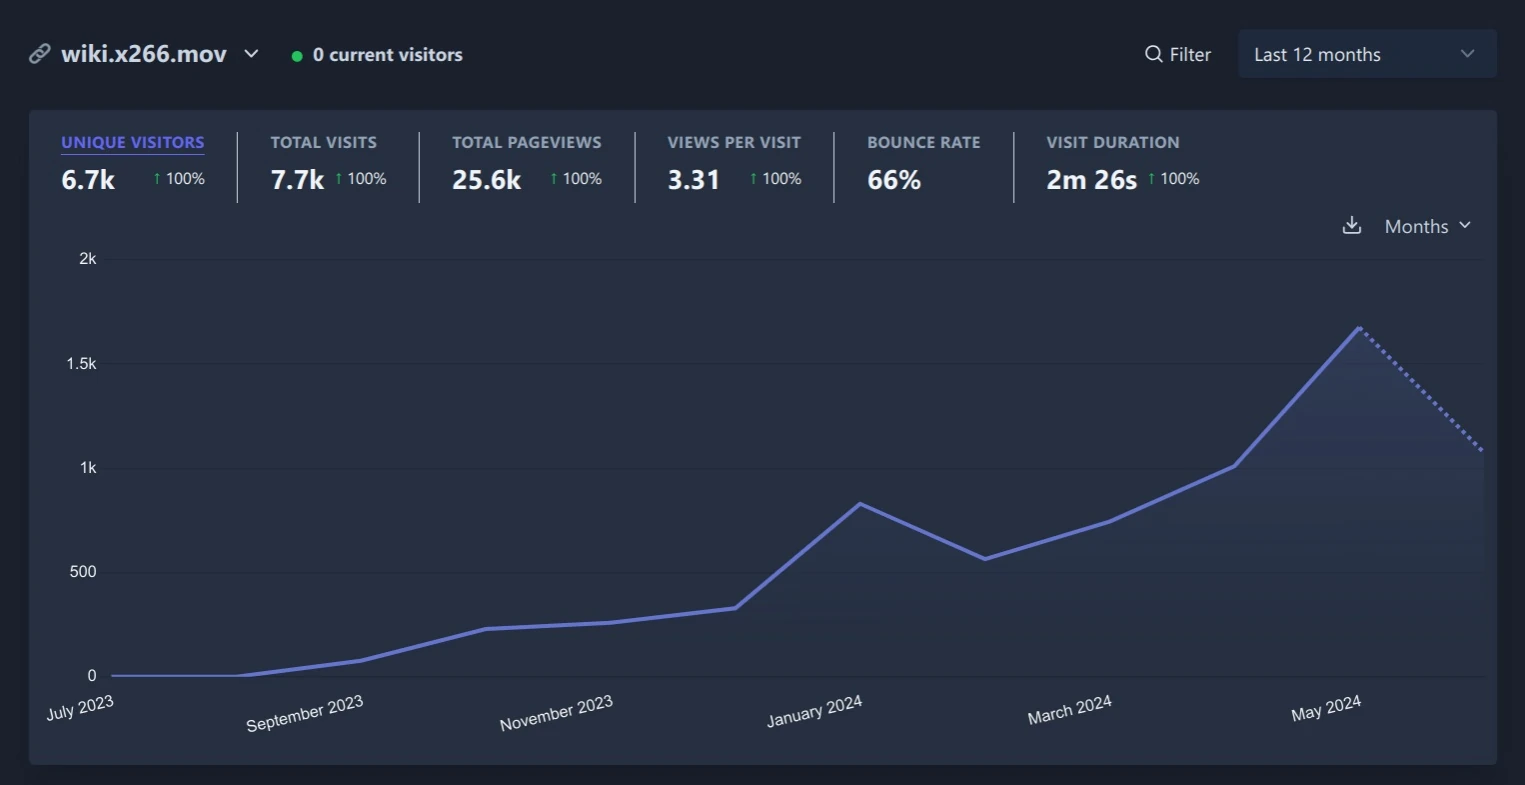 wiki.x266.mov
0 current visitors
Filter
Last 12 months
UNIQUE VISITORS
6.7k ↑ 100%
TOTAL VISITS
7.7k ↑ 100%
TOTAL PAGEVIEWS
25.6k ↑ 100%
VIEWS PER VISIT
3.31 ↑ 100%
BOUNCE RATE
66%
VISIT DURATION
2m 26s ↑ 100%
Months
2k
1.5k
1k
500
0
July 2023
September 2023
November 2023
January 2024
March 2024
May 2024